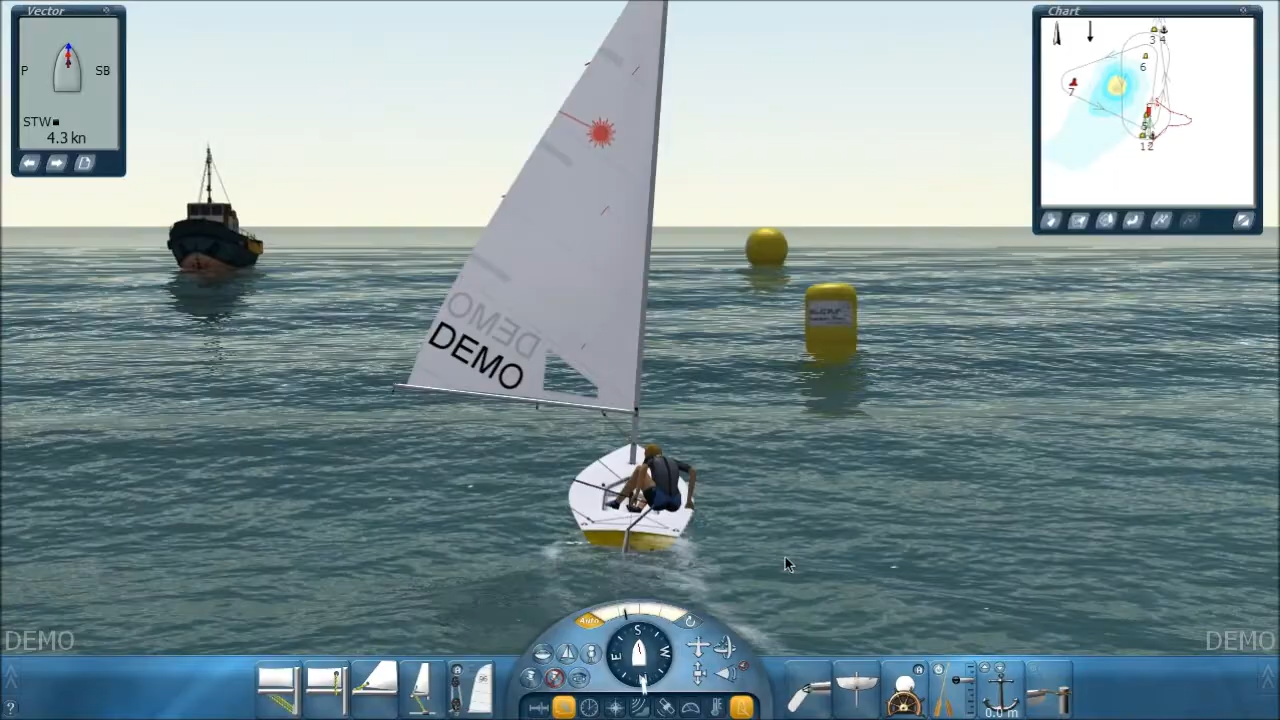 Vector
P
SB
STW
4.3 kn
Chart
3 4
6
7
5
1 2
DEMO
DEMO
Auto
S
E
W
N
DEMO
DEMO
?
0.0 m